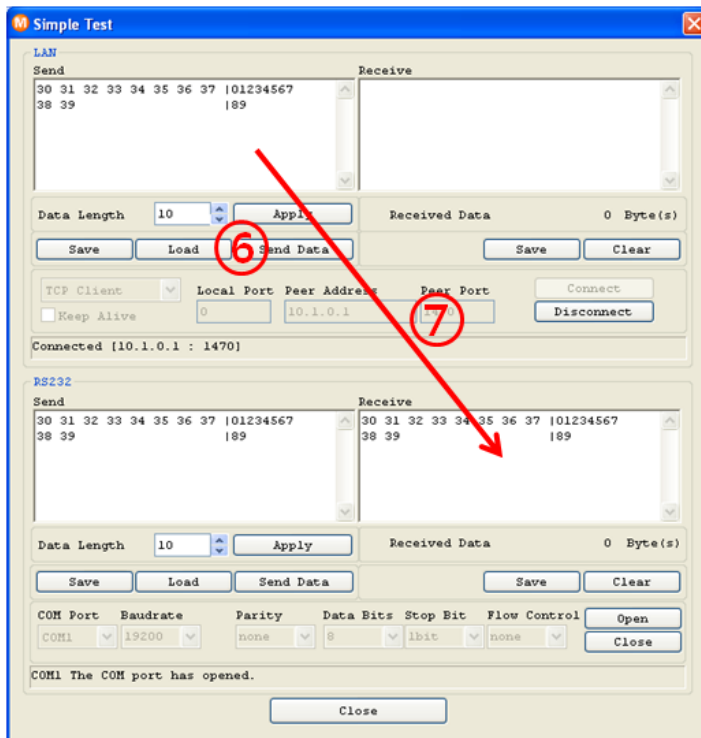 Simple Test
LAN
Send
30 31 32 33 34 35 36 37 |01234567
38 39 |89
Receive
Data Length 10 Apply
Received Data 0 Byte(s)
Save Load Send Data
Save Clear
⑥
TCP Client Local Port Peer Address Peer Port Connect
Keep Alive 0 10.1.0.1 1470 Disconnect
⑦
Connected [10.1.0.1 : 1470]
RS232
Send
30 31 32 33 34 35 36 37 |01234567
38 39 |89
Receive
30 31 32 33 34 35 36 37 |01234567
38 39 |89
Data Length 10 Apply
Received Data 0 Byte(s)
Save Load Send Data
Save Clear
COM Port Baudrate Parity Data Bits Stop Bit Flow Control Open
COM1 19200 none 8 1bit none Close
COM1 The COM port has opened.
Close